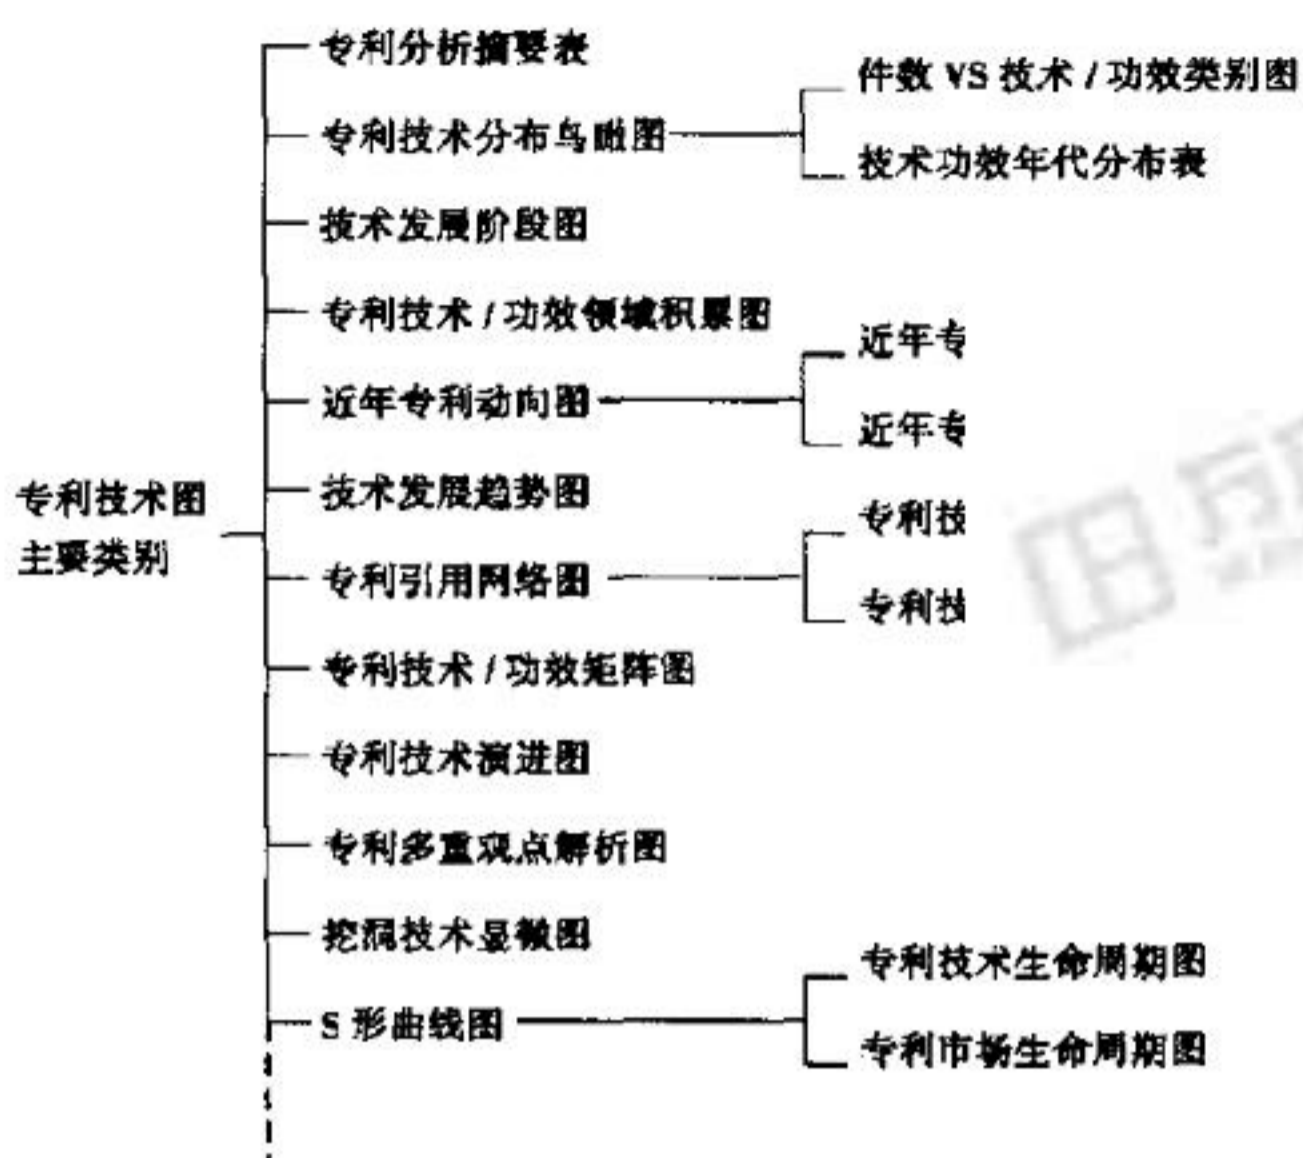 专利分析摘要表
件数 VS 技术 / 功效类别图
专利技术分布鸟瞰图
技术功效年代分布表
技术发展阶段图
专利技术 / 功效领域积累图
近年专
近年专利动向图
近年专
专利技术图
主要类别
技术发展趋势图
专利技
专利引用网络图
专利技
专利技术 / 功效矩阵图
专利技术演进图
专利多重观点解析图
挖洞技术显微图
专利技术生命周期图
S 形曲线图
专利市场生命周期图